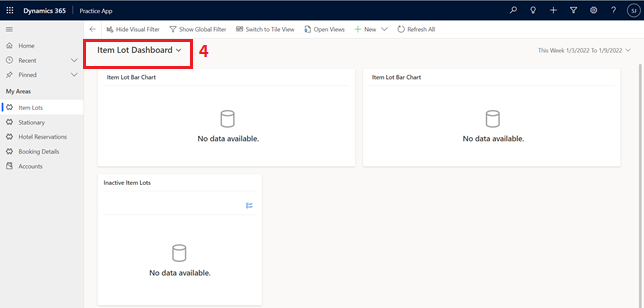 Dynamics 365 Practice App SJ
Hide Visual Filter Show Global Filter Switch to Tile View Open Views New Refresh All
Home
Recent
Pinned
My Areas
Item Lots
Stationary
Hotel Reservations
Booking Details
Accounts
Item Lot Dashboard 4 This Week 1/3/2022 To 1/9/2022
Item Lot Bar Chart Item Lot Bar Chart
No data available. No data available.
Inactive Item Lots
No data available.